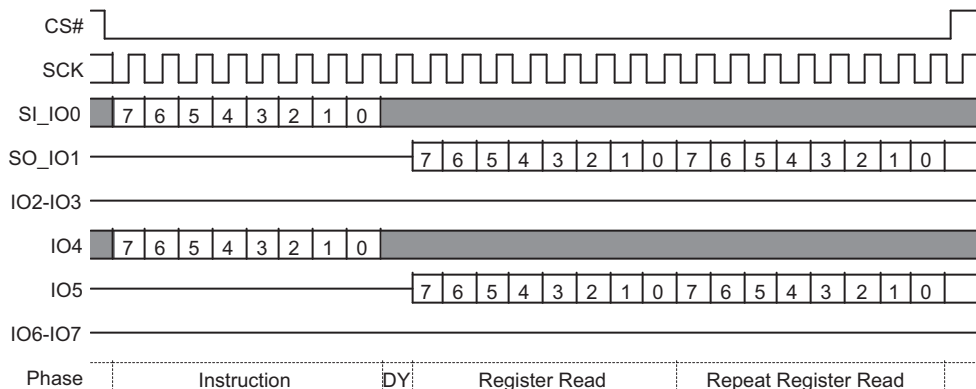 CS#
SCK
SI_IO0 7 6 5 4 3 2 1 0
SO_IO1 7 6 5 4 3 2 1 0 7 6 5 4 3 2 1 0
IO2-IO3
IO4 7 6 5 4 3 2 1 0
IO5 7 6 5 4 3 2 1 0 7 6 5 4 3 2 1 0
IO6-IO7
Phase Instruction DY Register Read Repeat Register Read